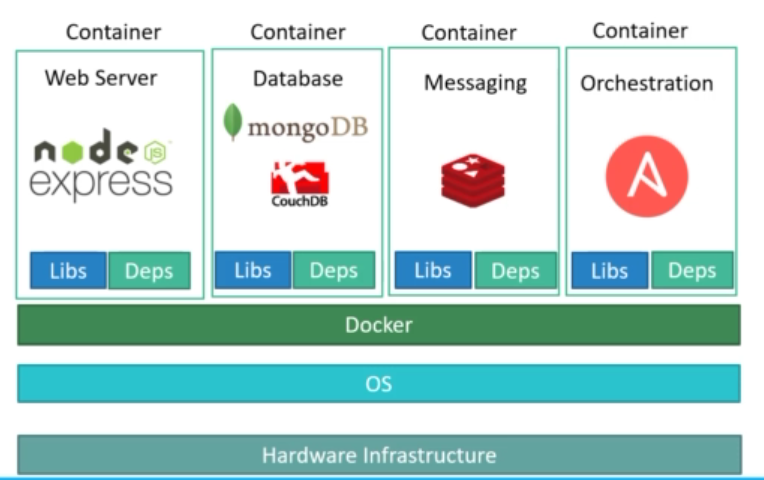 Container
Container
Container
Container
Web Server
Database
Messaging
Orchestration
node JS
express
mongoDB
CouchDB
A
Libs
Deps
Libs
Deps
Libs
Deps
Libs
Deps
Docker
OS
Hardware Infrastructure